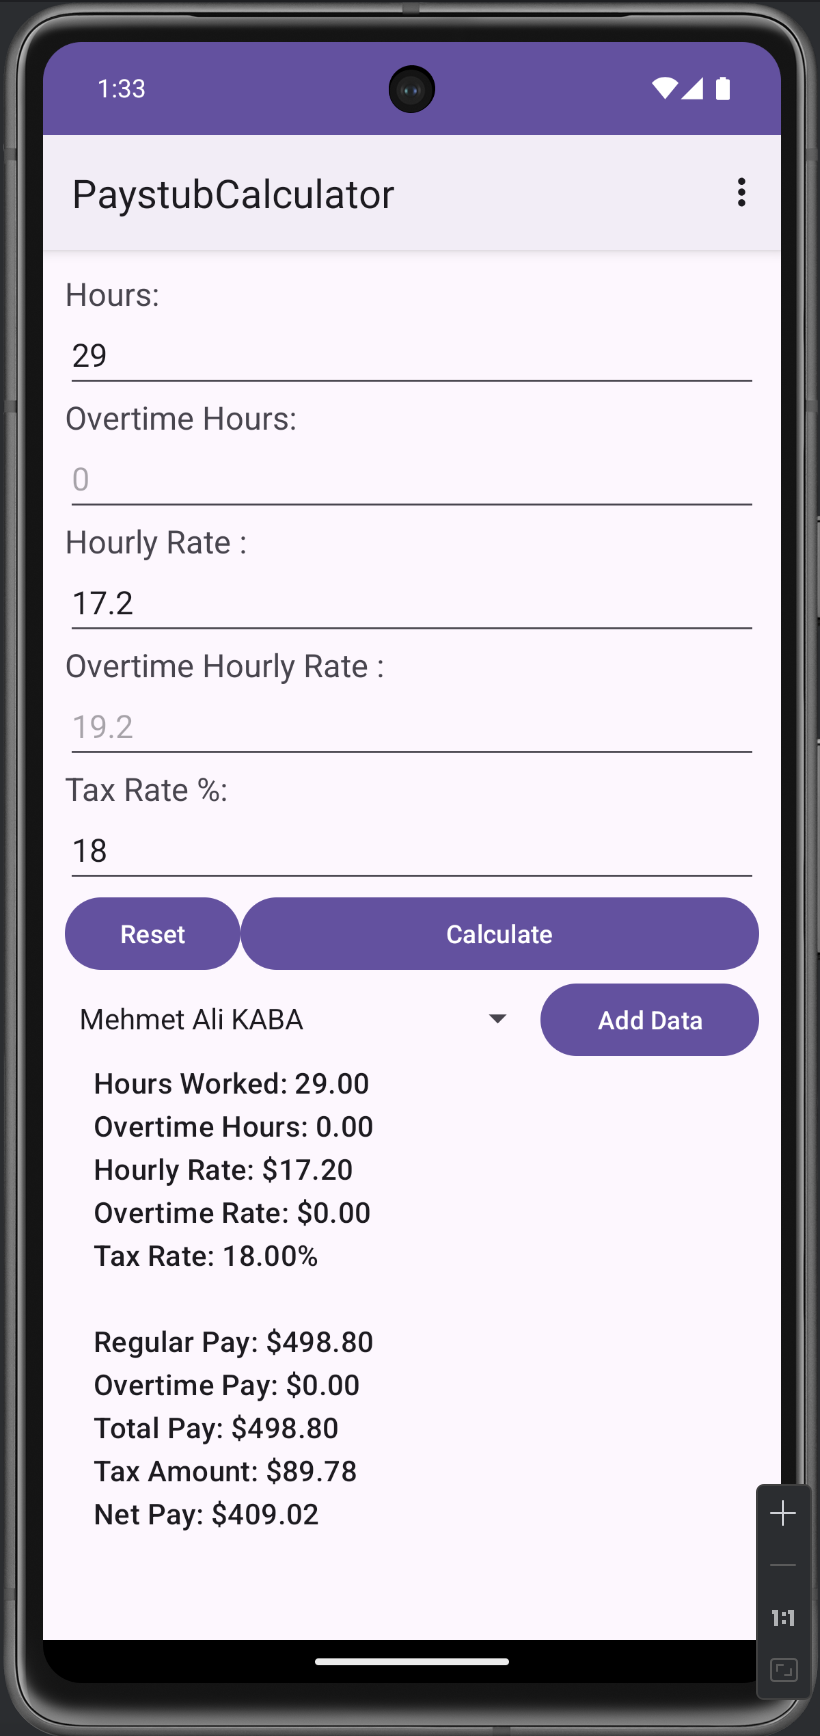 1:33
PaystubCalculator
Hours:
29
Overtime Hours:
0
Hourly Rate :
17.2
Overtime Hourly Rate :
19.2
Tax Rate %:
18
Reset Calculate
Mehmet Ali KABA Add Data
Hours Worked: 29.00
Overtime Hours: 0.00
Hourly Rate: $17.20
Overtime Rate: $0.00
Tax Rate: 18.00%
Regular Pay: $498.80
Overtime Pay: $0.00
Total Pay: $498.80
Tax Amount: $89.78
Net Pay: $409.02
1:1